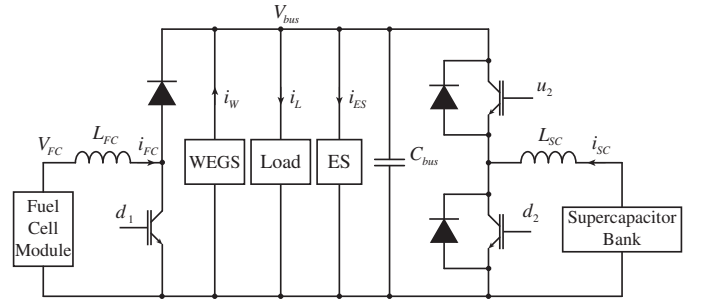 V_bus
i_W
i_L
i_ES
u_2
L_FC
V_FC
i_FC
L_SC
i_SC
WEGS
Load
ES
C_bus
Fuel
Cell
Module
d_1
d_2
Supercapacitor
Bank